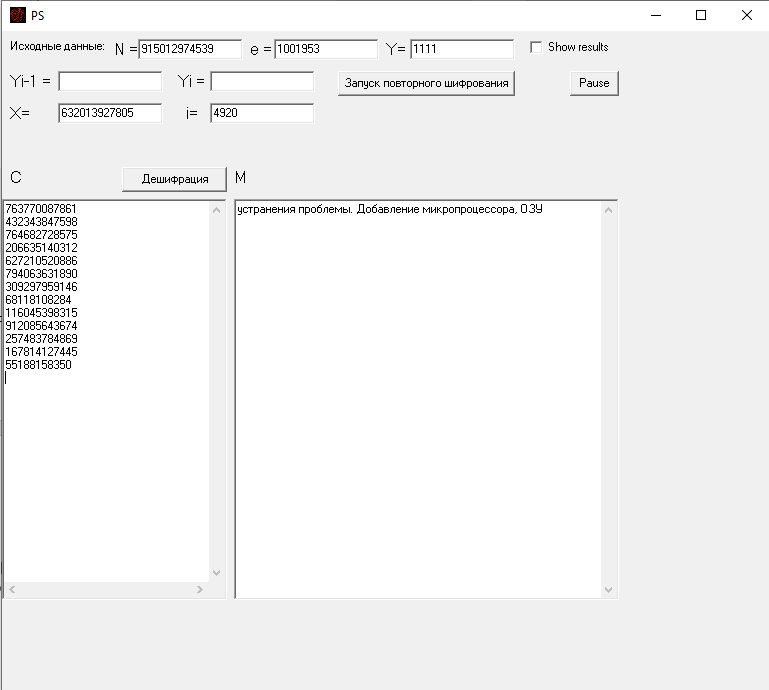 PS
Исходные данные: N = 915012974539 e = 1001953 Y= 1111 Show results
Yi-1 = Yi = Запуск повторного шифрования Pause
X= 632013927805 i= 4920
C Дешифрация M
763770087861
432343847598
764682728575
206635140312
627210520886
794063631890
309297959146
68118108284
116045398315
912085643674
257483784869
167814127445
55188158350
устранения проблемы. Добавление микропроцессора, ОЗУ